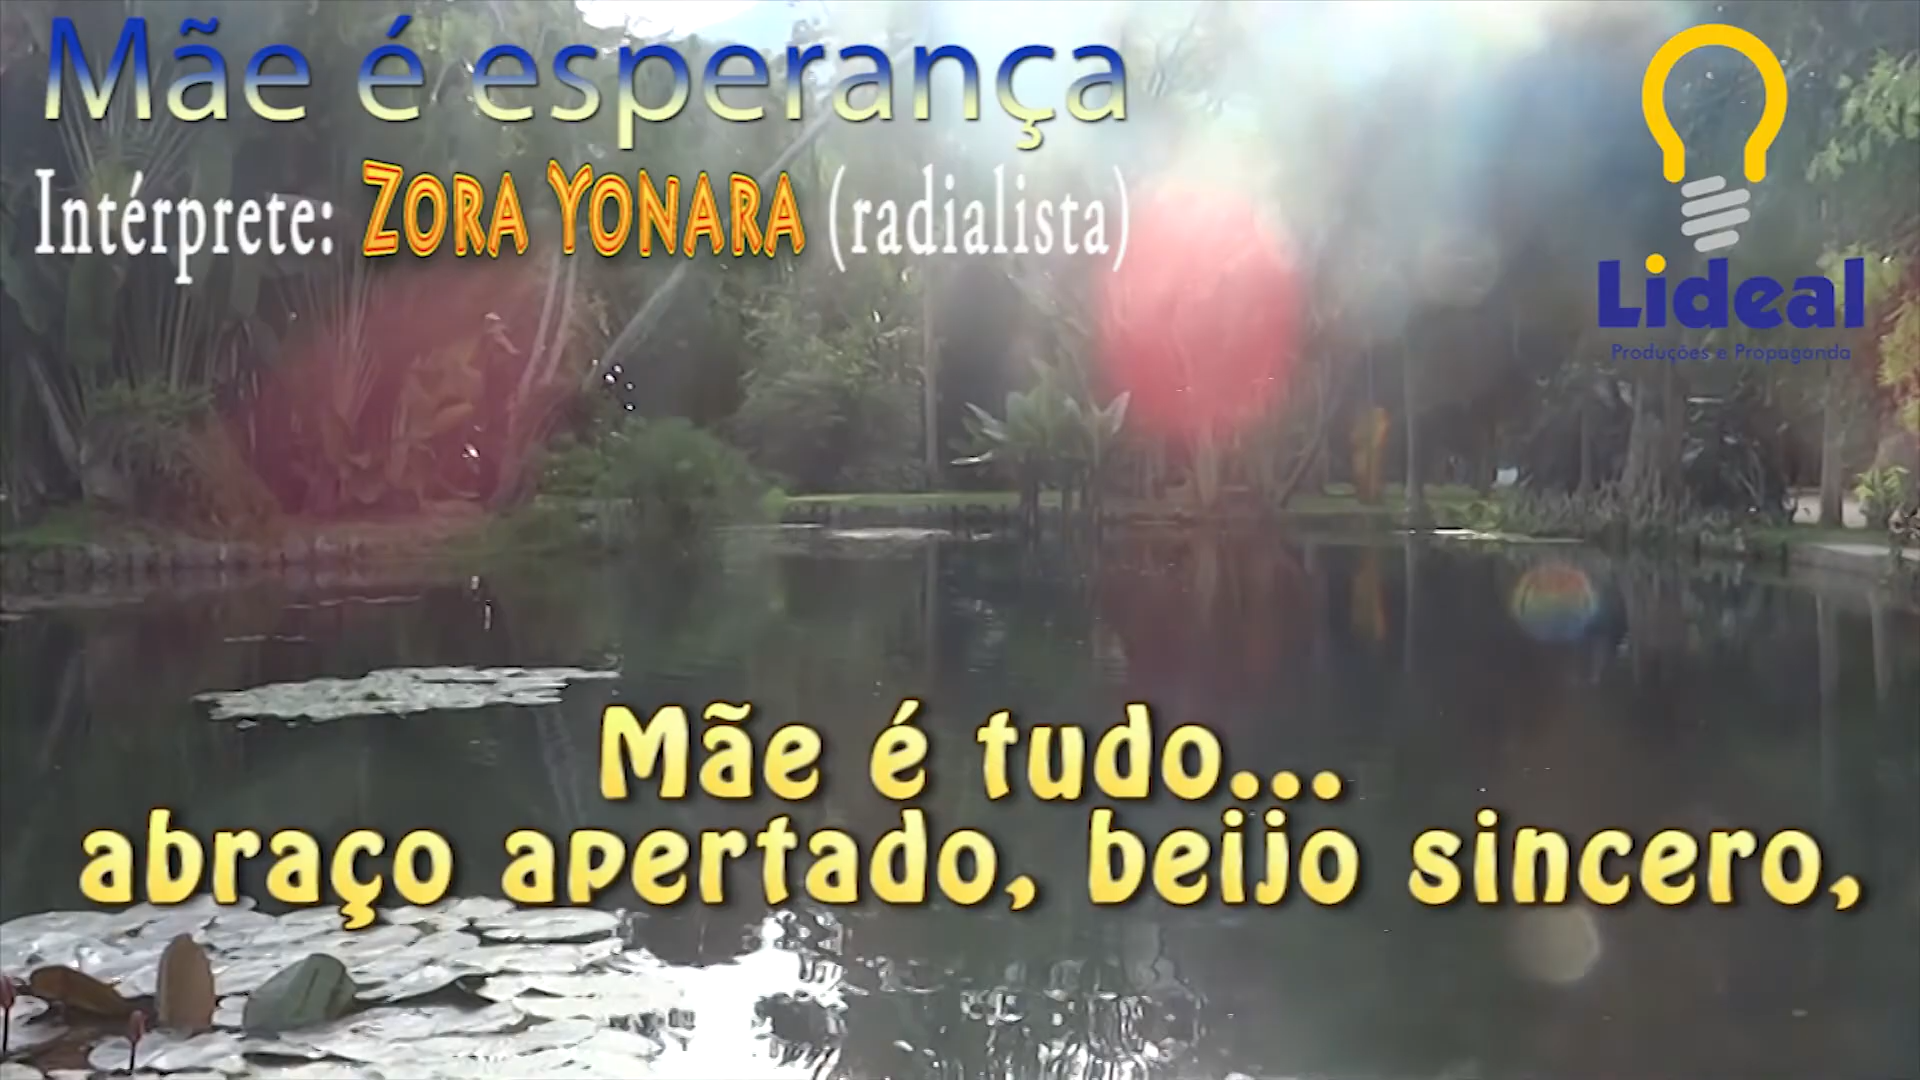 Mãe é esperança
Intérprete: ZORA YONARA (radialista)
Lideal
Produções e Propaganda
Mãe é tudo...
abraço apertado, beijo sincero,